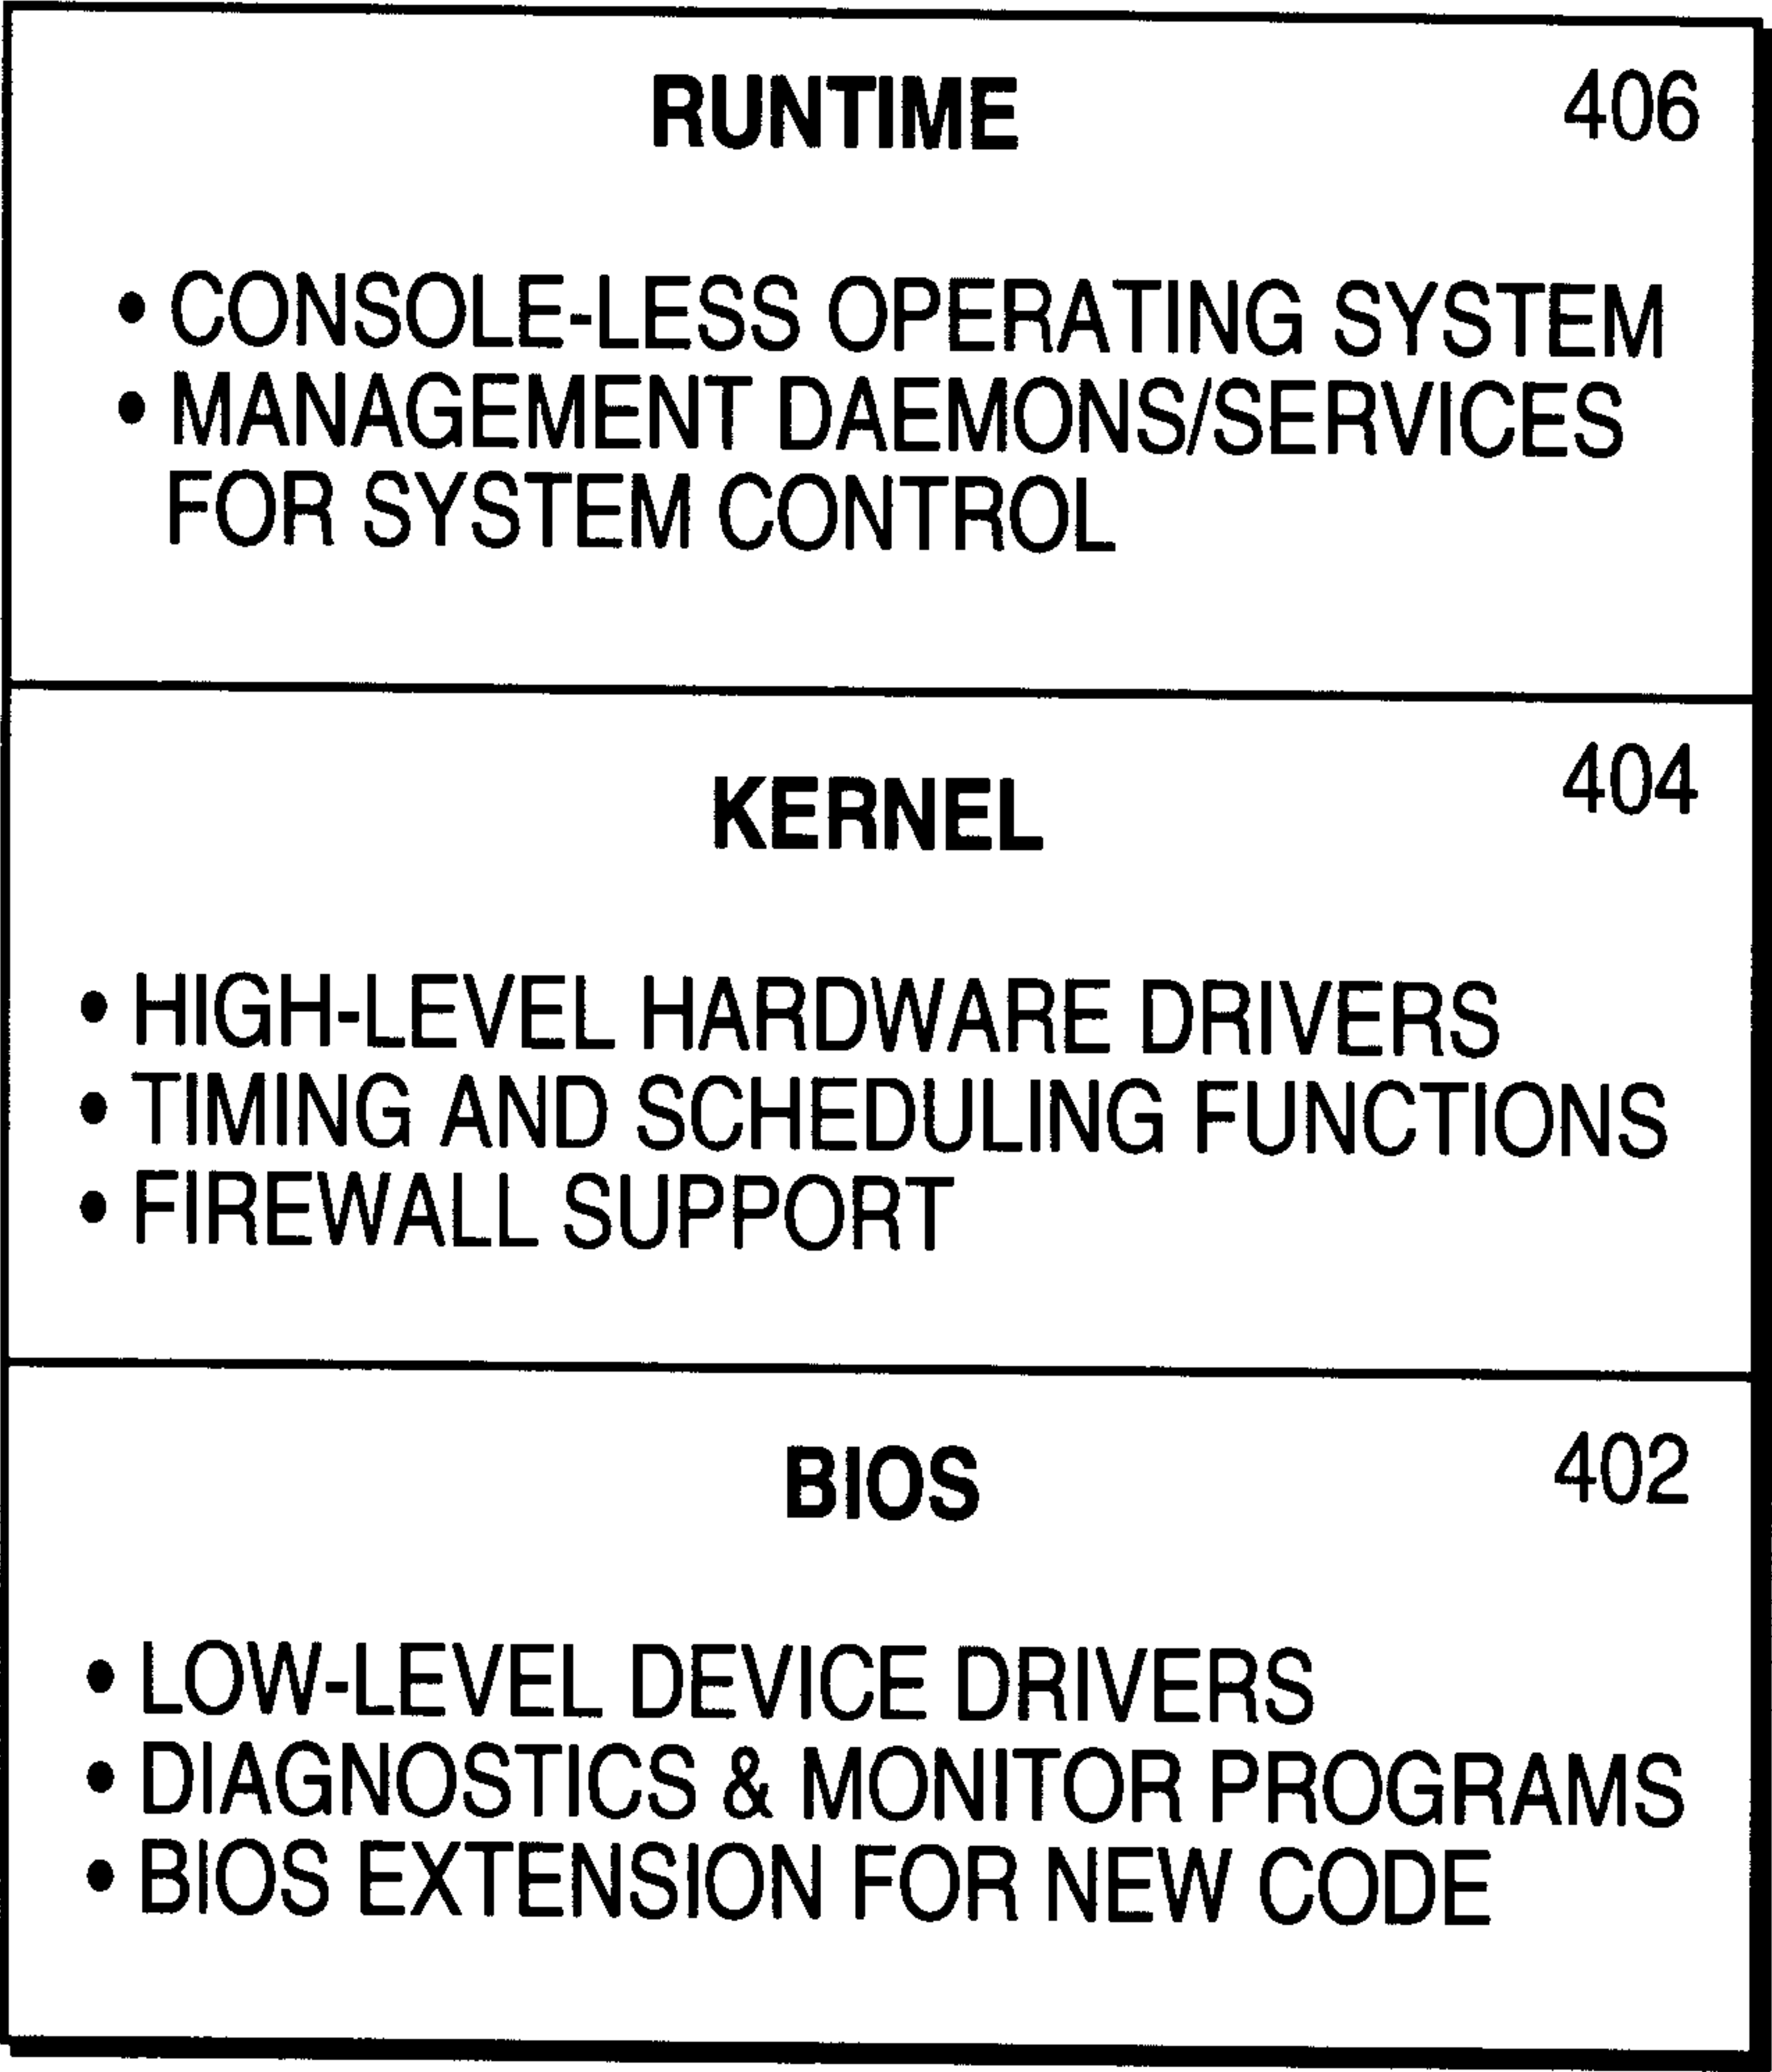 RUNTIME 406
• CONSOLE-LESS OPERATING SYSTEM
• MANAGEMENT DAEMONS/SERVICES
FOR SYSTEM CONTROL
KERNEL 404
• HIGH-LEVEL HARDWARE DRIVERS
• TIMING AND SCHEDULING FUNCTIONS
• FIREWALL SUPPORT
BIOS 402
• LOW-LEVEL DEVICE DRIVERS
• DIAGNOSTICS & MONITOR PROGRAMS
• BIOS EXTENSION FOR NEW CODE